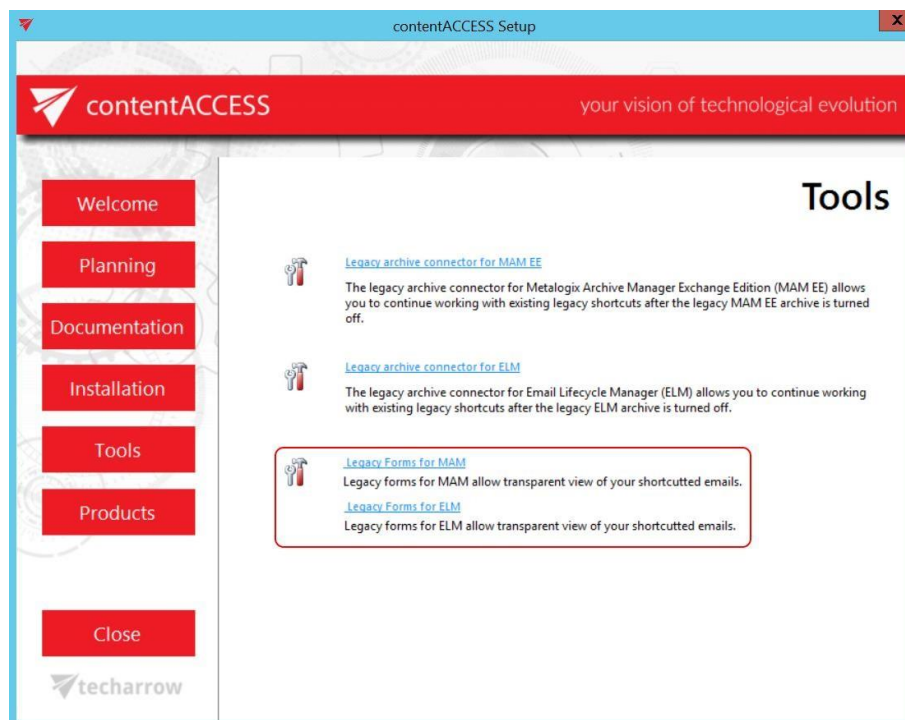 contentACCESS Setup
X
contentACCESS
your vision of technological evolution
Welcome
Planning
Documentation
Installation
Tools
Products
Close
techarrow
Tools
Legacy archive connector for MAM EE
The legacy archive connector for Metalogix Archive Manager Exchange Edition (MAM EE) allows
you to continue working with existing legacy shortcuts after the legacy MAM EE archive is turned
off.
Legacy archive connector for ELM
The legacy archive connector for Email Lifecycle Manager (ELM) allows you to continue working
with existing legacy shortcuts after the legacy ELM archive is turned off.
Legacy Forms for MAM
Legacy forms for MAM allow transparent view of your shortcutted emails.
Legacy Forms for ELM
Legacy forms for ELM allow transparent view of your shortcutted emails.